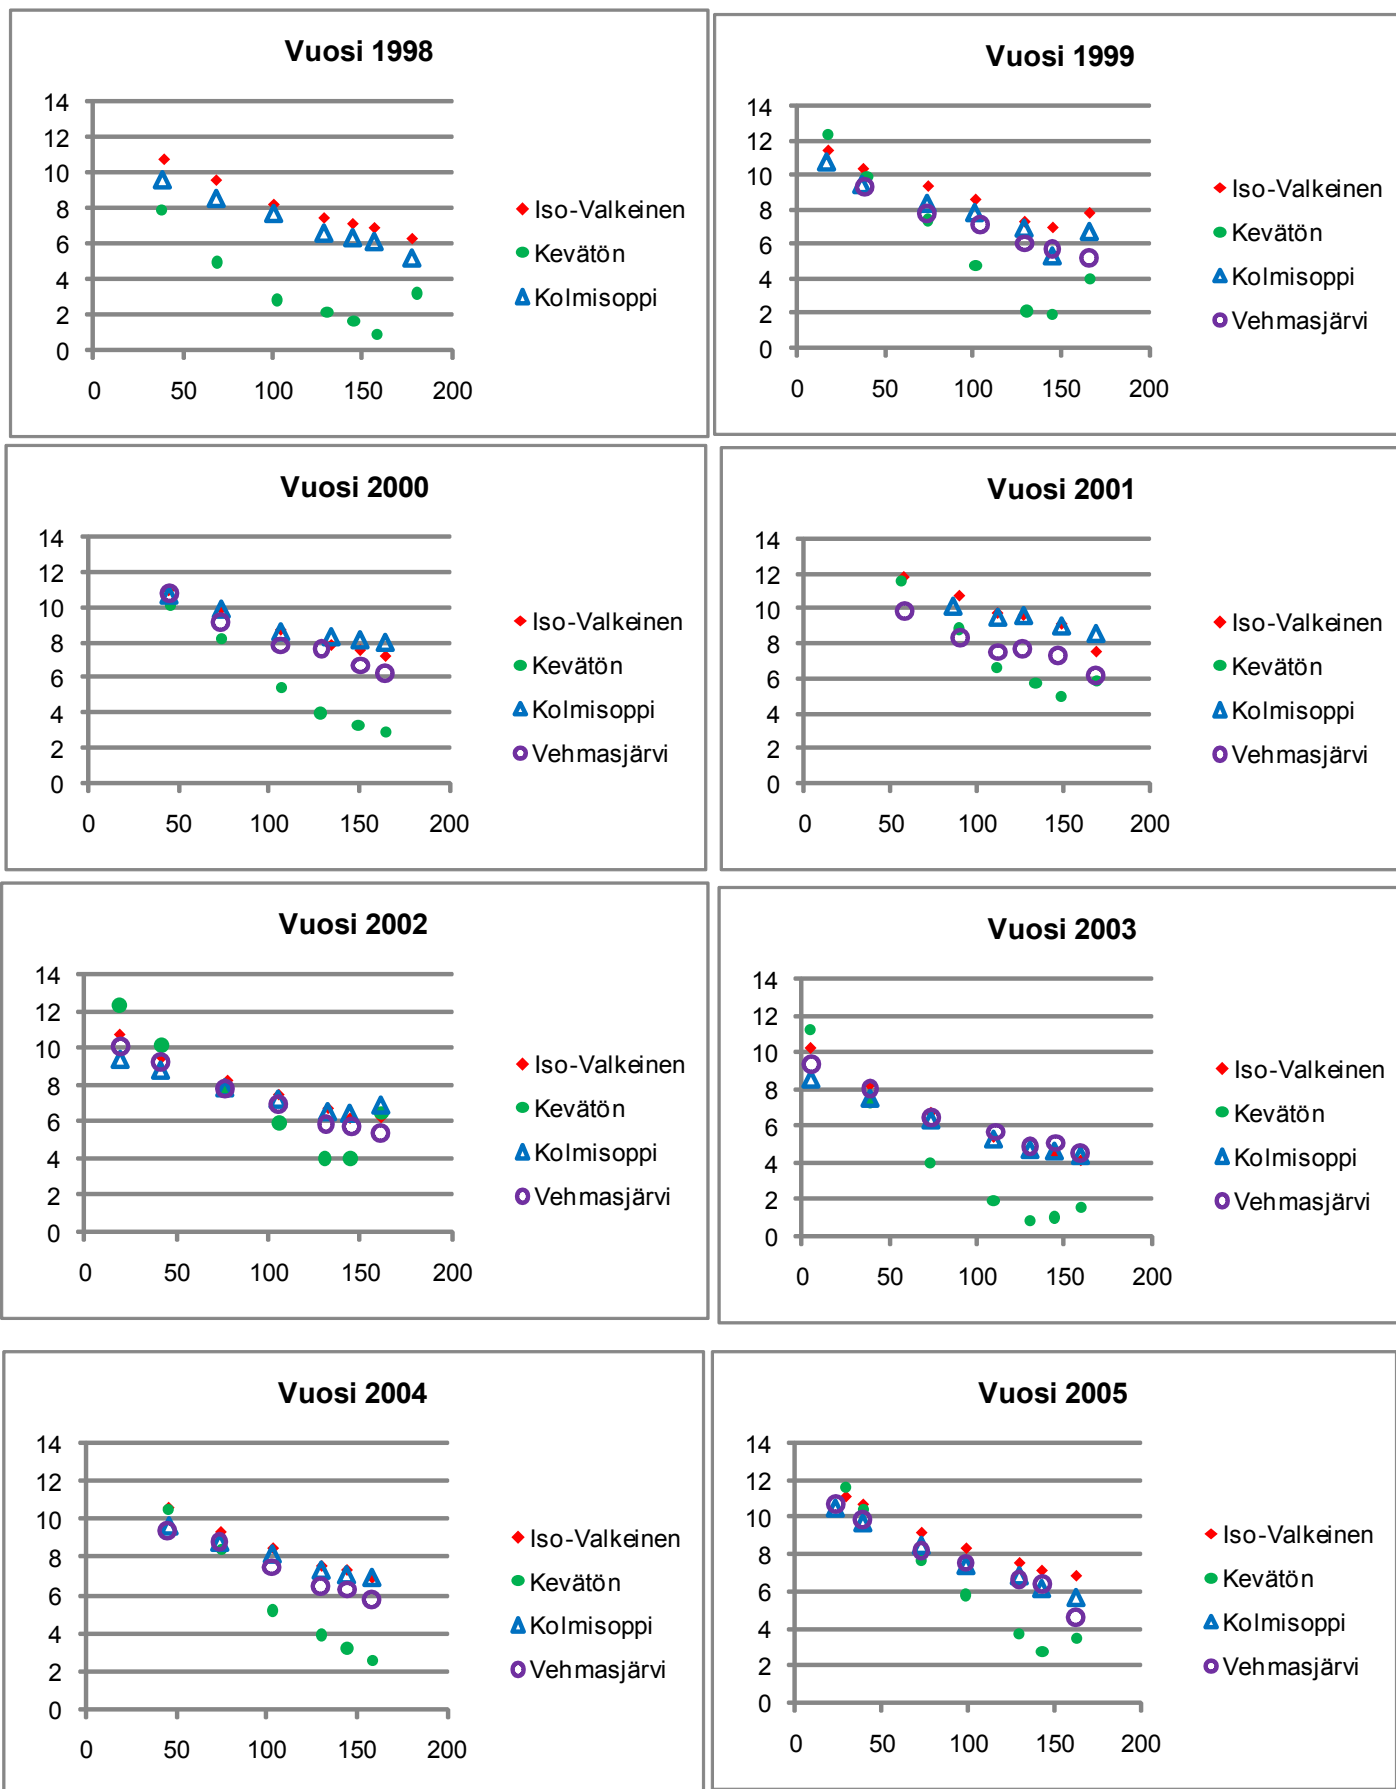 Vuosi 1998
14
12
10
8
6
4
2
0
0 50 100 150 200
Iso-Valkeinen
Kevätön
Kolmisoppi
Vuosi 1999
14
12
10
8
6
4
2
0
0 50 100 150 200
Iso-Valkeinen
Kevätön
Kolmisoppi
Vehmasjärvi
Vuosi 2000
14
12
10
8
6
4
2
0
0 50 100 150 200
Iso-Valkeinen
Kevätön
Kolmisoppi
Vehmasjärvi
Vuosi 2001
14
12
10
8
6
4
2
0
0 50 100 150 200
Iso-Valkeinen
Kevätön
Kolmisoppi
Vehmasjärvi
Vuosi 2002
14
12
10
8
6
4
2
0
0 50 100 150 200
Iso-Valkeinen
Kevätön
Kolmisoppi
Vehmasjärvi
Vuosi 2003
14
12
10
8
6
4
2
0
0 50 100 150 200
Iso-Valkeinen
Kevätön
Kolmisoppi
Vehmasjärvi
Vuosi 2004
14
12
10
8
6
4
2
0
0 50 100 150 200
Iso-Valkeinen
Kevätön
Kolmisoppi
Vehmasjärvi
Vuosi 2005
14
12
10
8
6
4
2
0
0 50 100 150 200
Iso-Valkeinen
Kevätön
Kolmisoppi
Vehmasjärvi